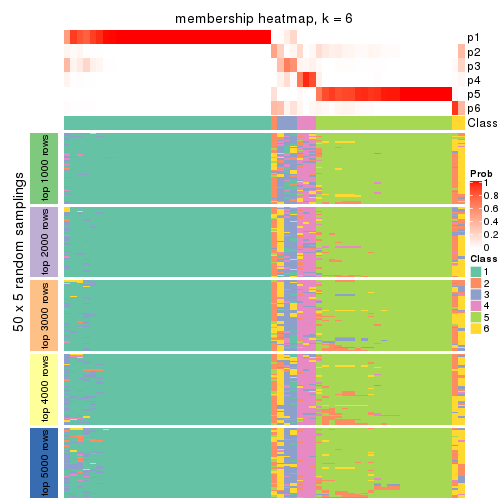 membership heatmap, k = 6
p1
p2
p3
p4
p5
p6
Class
50 x 5 random samplings
top 1000 rows
top 2000 rows
top 3000 rows
top 4000 rows
top 5000 rows
Prob
1
0.8
0.6
0.4
0.2
0
Class
1
2
3
4
5
6